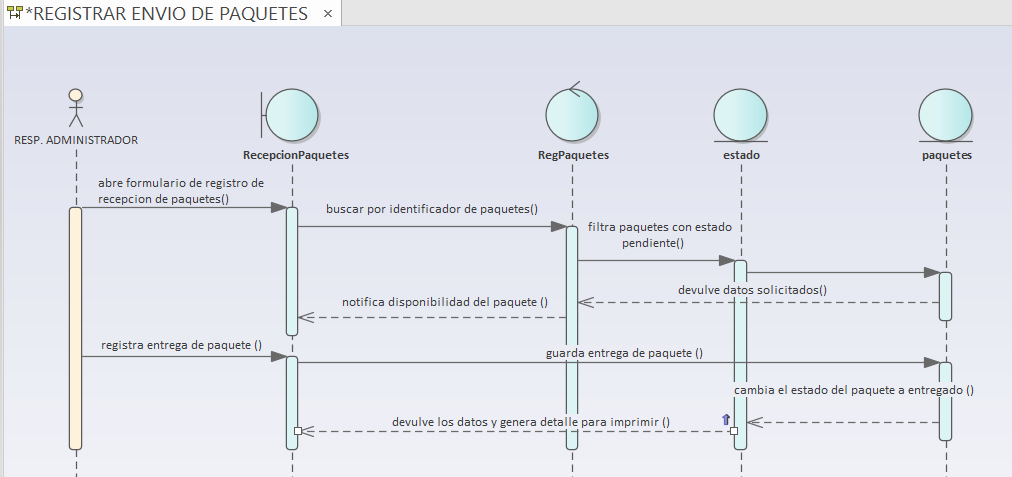 *REGISTRAR ENVIO DE PAQUETES ×
RESP. ADMINISTRADOR
RecepcionPaquetes
RegPaquetes
estado
paquetes
abre formulario de registro de
recepcion de paquetes()
buscar por identificador de paquetes()
filtra paquetes con estado
pendiente()
devulve datos solicitados()
notifica disponibilidad del paquete ()
registra entrega de paquete ()
guarda entrega de paquete ()
cambia el estado del paquete a entregado ()
devulve los datos y genera detalle para imprimir ()